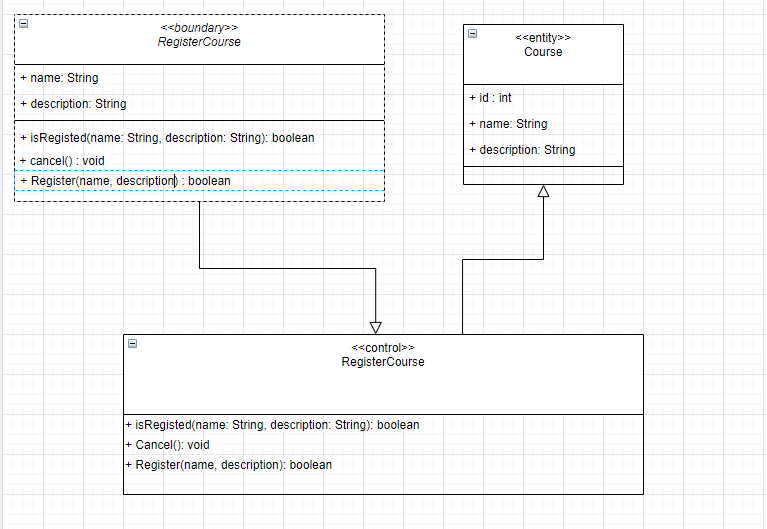 <<boundary>>
RegisterCourse
+ name: String
+ description: String
+ isRegisted(name: String, description: String): boolean
+ cancel() : void
+ Register(name, description) : boolean
<<entity>>
Course
+ id : int
+ name: String
+ description: String
<<control>>
RegisterCourse
+ isRegisted(name: String, description: String): boolean
+ Cancel(): void
+ Register(name, description): boolean